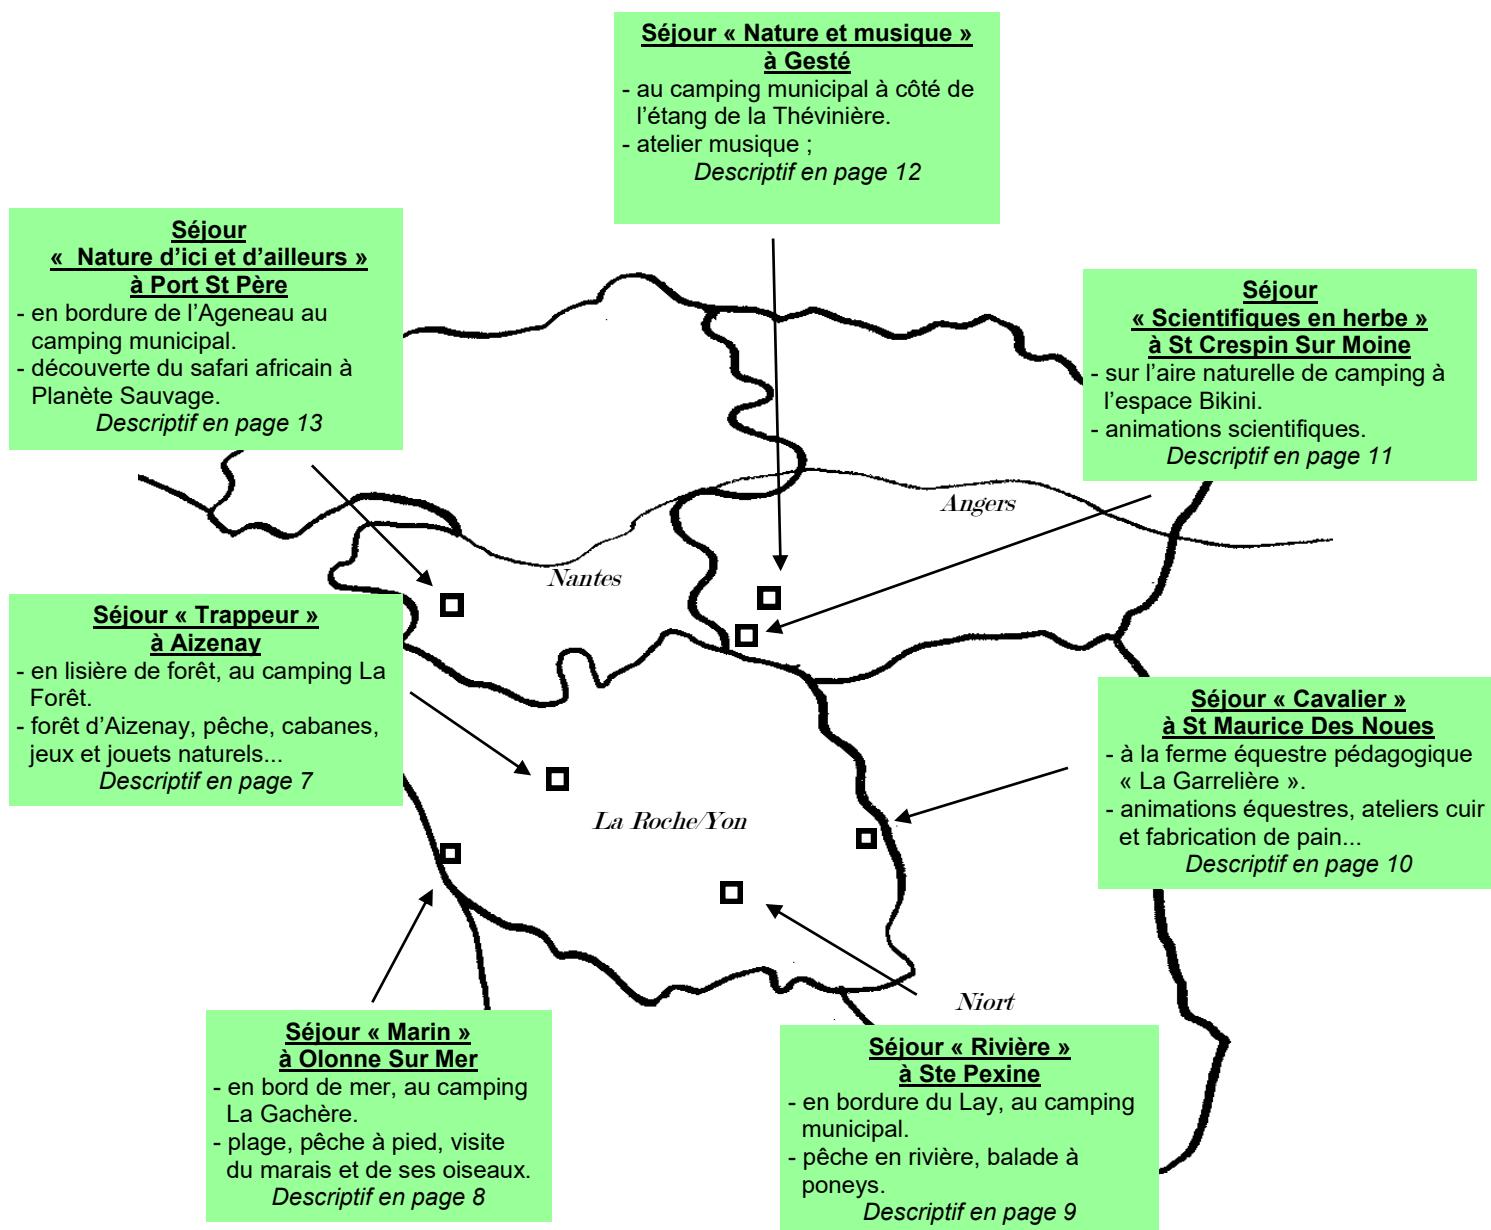 Séjour « Nature et musique »
à Gesté
- au camping municipal à côté de
l'étang de la Thévinière.
- atelier musique ;
Descriptif en page 12
Séjour
« Nature d'ici et d'ailleurs »
à Port St Père
- en bordure de l'Ageneau au
camping municipal.
- découverte du safari africain à
Planète Sauvage.
Descriptif en page 13
Séjour
« Scientifiques en herbe »
à St Crespin Sur Moine
- sur l'aire naturelle de camping à
l'espace Bikini.
- animations scientifiques.
Descriptif en page 11
Angers
Nantes
Séjour « Trappeur »
à Aizenay
- en lisière de forêt, au camping La
Forêt.
- forêt d'Aizenay, pêche, cabanes,
jeux et jouets naturels...
Descriptif en page 7
Séjour « Cavalier »
à St Maurice Des Noues
- à la ferme équestre pédagogique
« La Garrelière ».
- animations équestres, ateliers cuir
et fabrication de pain...
Descriptif en page 10
La Roche/Yon
Niort
Séjour « Marin »
à Olonne Sur Mer
- en bord de mer, au camping
La Gachère.
- plage, pêche à pied, visite
du marais et de ses oiseaux.
Descriptif en page 8
Séjour « Rivière »
à Ste Pexine
- en bordure du Lay, au camping
municipal.
- pêche en rivière, balade à
poneys.
Descriptif en page 9